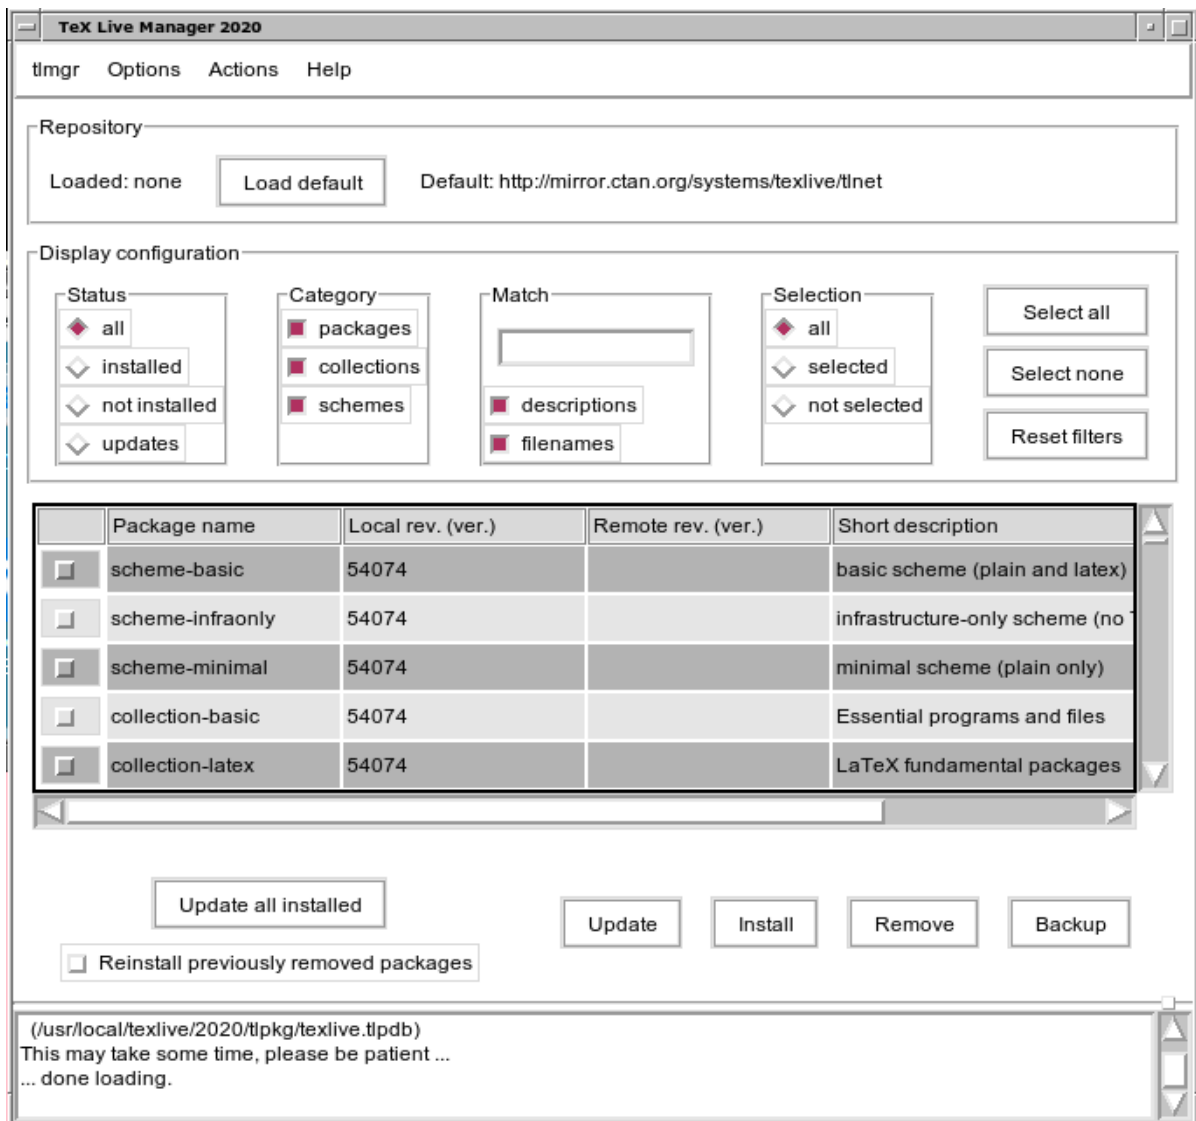 TeX Live Manager 2020
tlmgr Options Actions Help
Repository
Loaded: none Load default Default: http://mirror.ctan.org/systems/texlive/tlnet
Display configuration
Status Category Match Selection
all packages all Select all
installed collections selected Select none
not installed schemes descriptions not selected
updates filenames Reset filters
Package name Local rev. (ver.) Remote rev. (ver.) Short description
scheme-basic 54074 basic scheme (plain and latex)
scheme-infraonly 54074 infrastructure-only scheme (no
scheme-minimal 54074 minimal scheme (plain only)
collection-basic 54074 Essential programs and files
collection-latex 54074 LaTeX fundamental packages
Update all installed Update Install Remove Backup
Reinstall previously removed packages
(/usr/local/texlive/2020/tlpkg/texlive.tlpdb)
This may take some time, please be patient ...
... done loading.